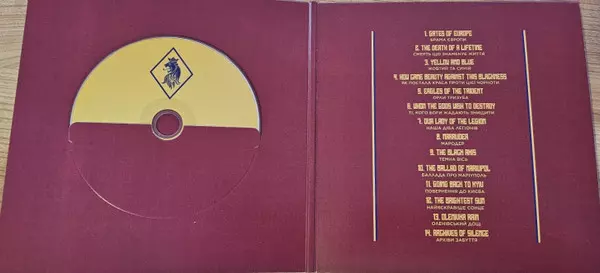 1. GATES OF EUROPE
БРАМА ЄВРОПИ
2. THE DEATH OF A LIFETIME
СМЕРТЬ ЩО ЗНАМЕНУЄ ЖИТТЯ
3. YELLOW AND BLUE
ЖОВТИЙ ТА СИНІЙ
4. HOW CAME BEAUTY AGAINST THIS BLACKNESS
ЯК ПОСТАЛА КРАСА ПРОТИ ЦІЄЇ ЧОРНОТИ
5. EAGLES OF THE TRIDENT
ОРЛИ ТРИЗУБА
6. WHOM THE GODS WISH TO DESTROY
ТІ, КОГО БОГИ ЖАДАЮТЬ ЗНИЩИТИ
7. OUR LADY OF THE LEGION
НАША ДІВА ЛЕГІОНІВ
8. MARAUDER
МАРОДЕР
9. THE BLACK AXIS
ТЕМНА ВІСЬ
10. THE BALLAD OF MARIUPOL
БАЛЛАДА ПРО МАРІУПОЛЬ
11. GOING BACK TO KYIV
ПОВЕРНЕННЯ ДО КИЄВА
12. THE BRIGHTEST SUN
НАЙЯСКРАВІШЕ СОНЦЕ
13. OLENIVKA RAIN
ОЛЕНІВСЬКИЙ ДОЩ
14. ARCHIVES OF SILENCE
АРХІВИ ЗАБУТТЯ